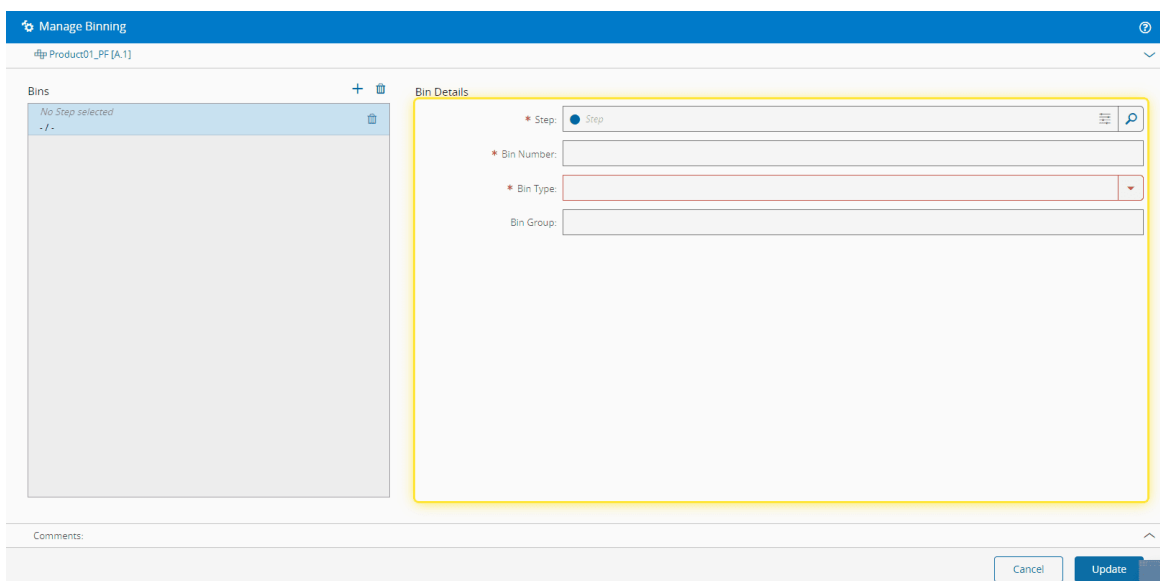 Manage Binning
Product01_PF [A.1]
Bins
No Step selected
- / -
Bin Details
* Step: Step
* Bin Number:
* Bin Type:
Bin Group:
Comments:
Cancel
Update